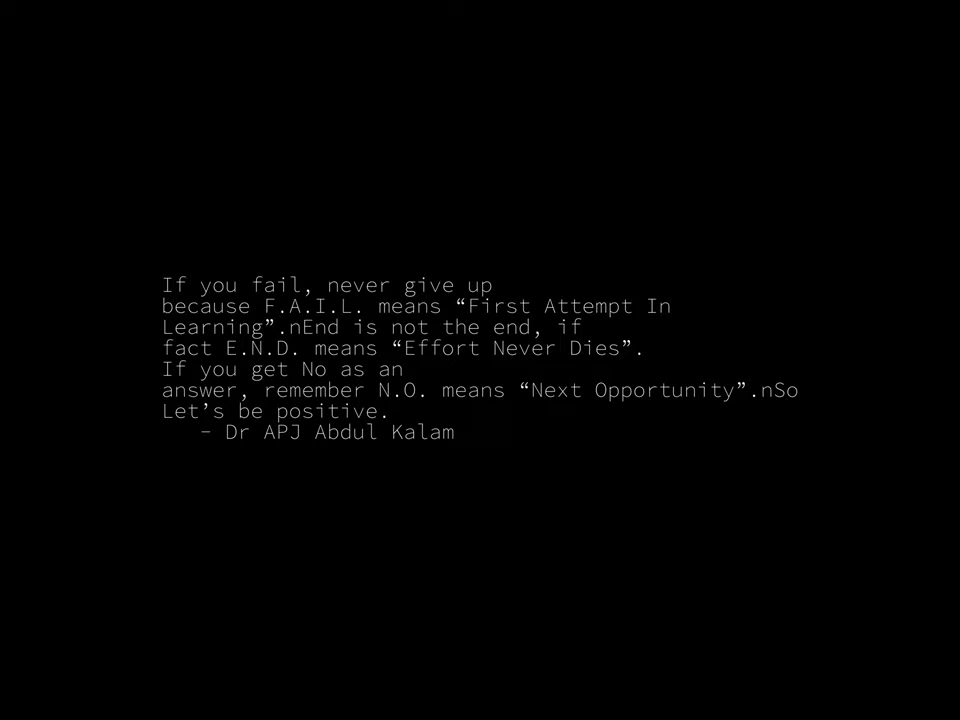 If you fail, never give up
because F.A.I.L. means “First Attempt In
Learning”.nEnd is not the end, if
fact E.N.D. means “Effort Never Dies”.
If you get No as an
answer, remember N.O. means “Next Opportunity”.nSo
Let’s be positive.
– Dr APJ Abdul Kalam